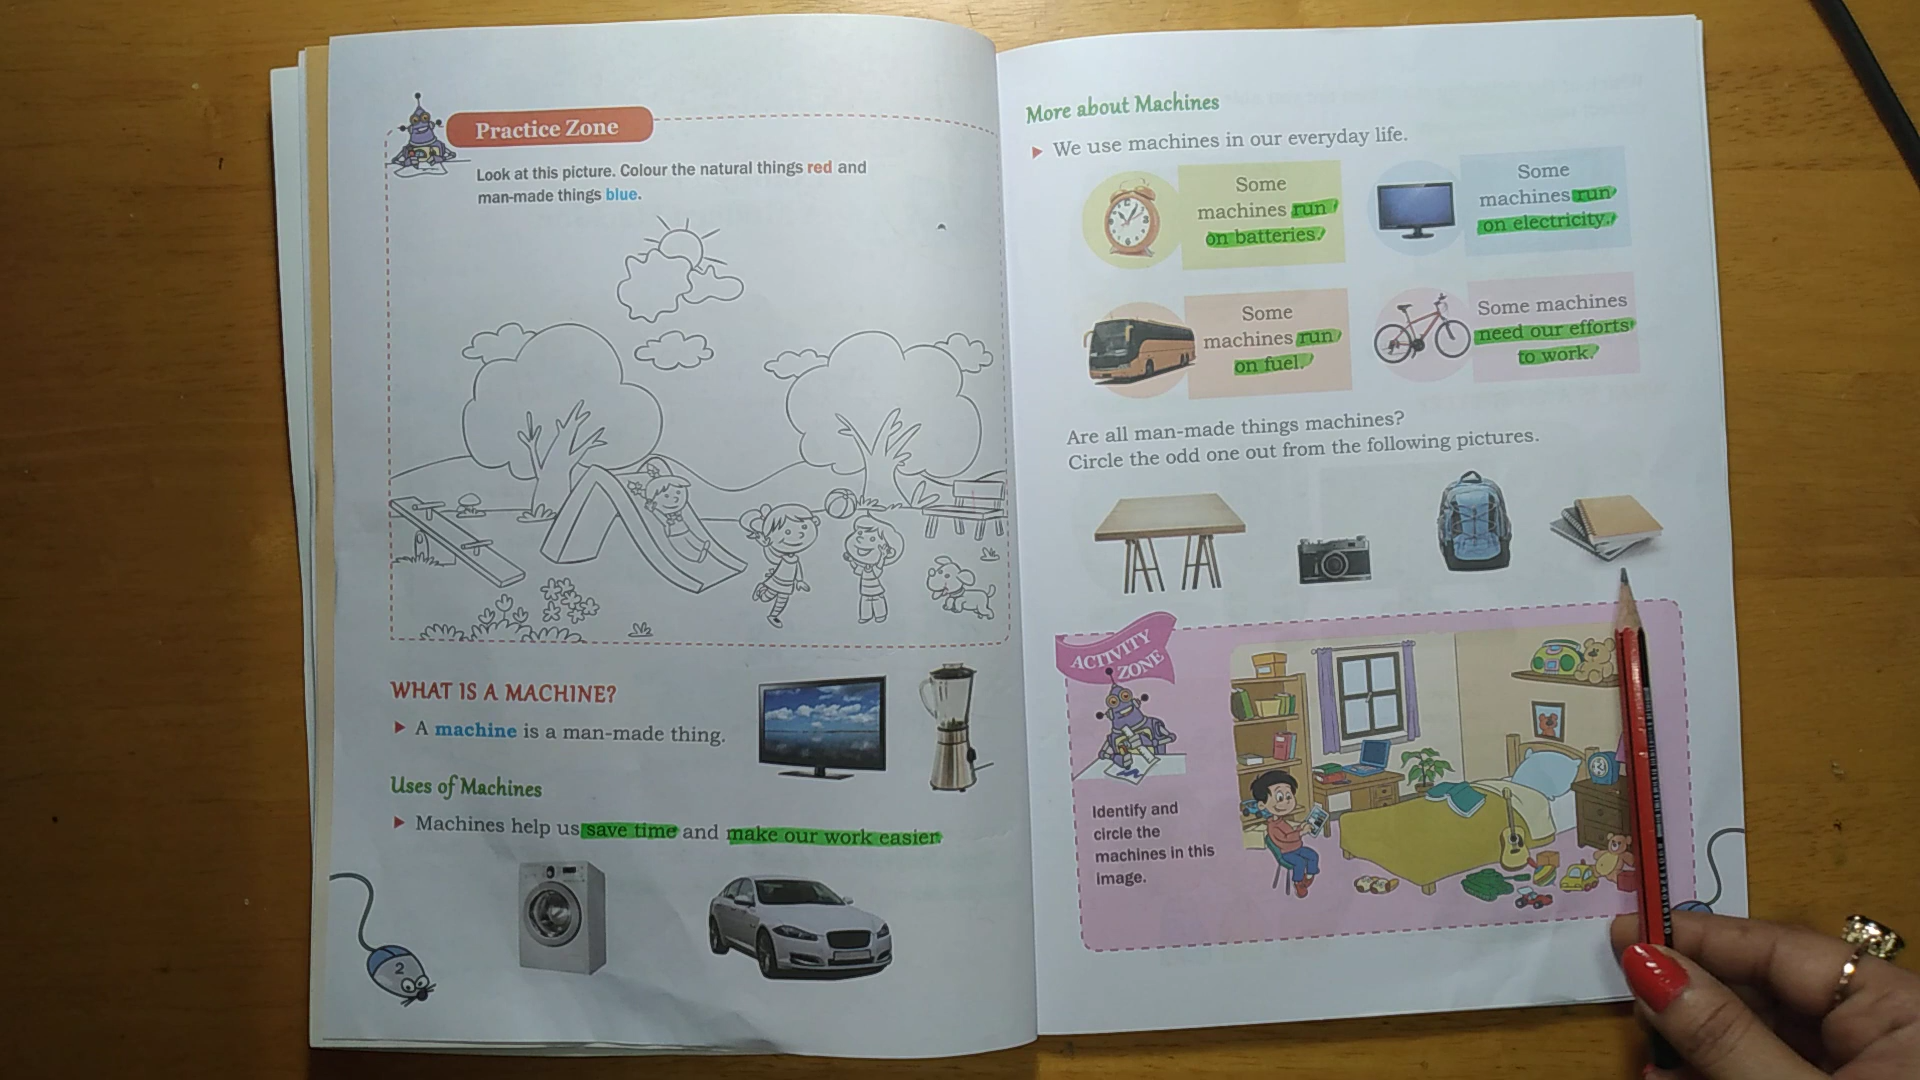 Practice Zone
Look at this picture. Colour the natural things red and
man-made things blue.
WHAT IS A MACHINE?
A machine is a man-made thing.
Uses of Machines
Machines help us save time and make our work easier
2
More about Machines
We use machines in our everyday life.
Some
machines run
on batteries.
Some
machines run
on electricity.
Some
machines run
on fuel.
Some machines
need our efforts
to work.
Are all man-made things machines?
Circle the odd one out from the following pictures.
ACTIVITY
ZONE
Identify and
circle the
machines in this
image.